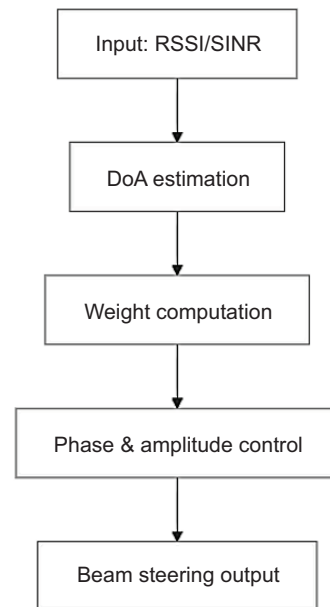 Input: RSSI/SINR
DoA estimation
Weight computation
Phase & amplitude control
Beam steering output